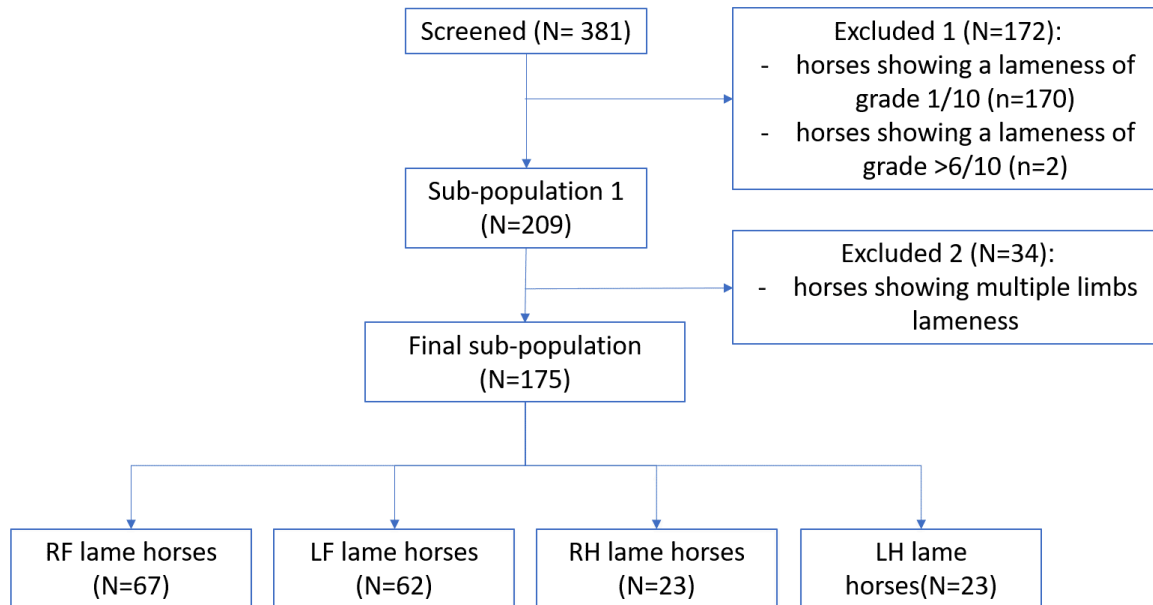 Screened (N= 381)
Excluded 1 (N=172):
- horses showing a lameness of
grade 1/10 (n=170)
- horses showing a lameness of
grade >6/10 (n=2)
Sub-population 1
(N=209)
Excluded 2 (N=34):
- horses showing multiple limbs
lameness
Final sub-population
(N=175)
RF lame horses
(N=67)
LF lame horses
(N=62)
RH lame horses
(N=23)
LH lame
horses(N=23)